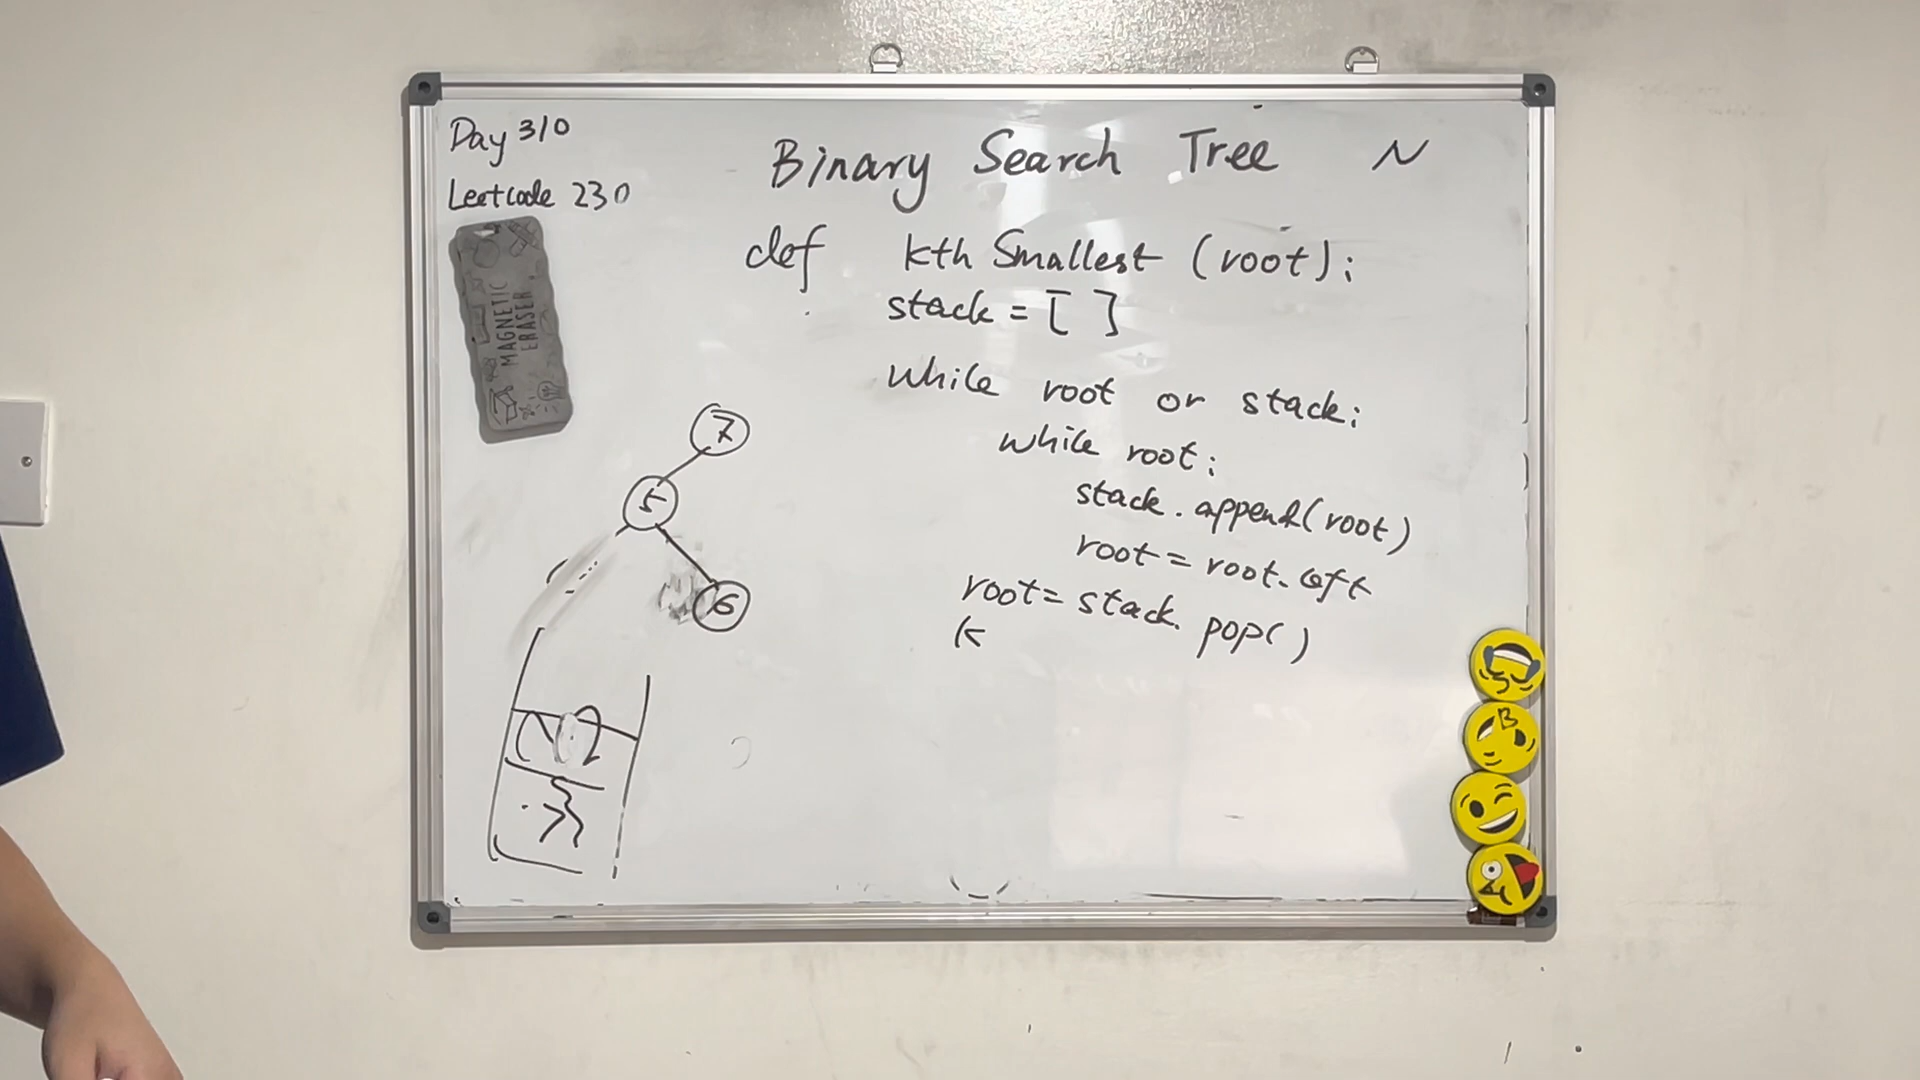 Day 310
Leetcode 230
Binary Search Tree N
def kth Smallest (root):
stack = [ ]
while root or stack:
while root:
stack.append(root)
root = root.left
root = stack.pop()
k
MAGNETIC
ERASER
7
5
6
B